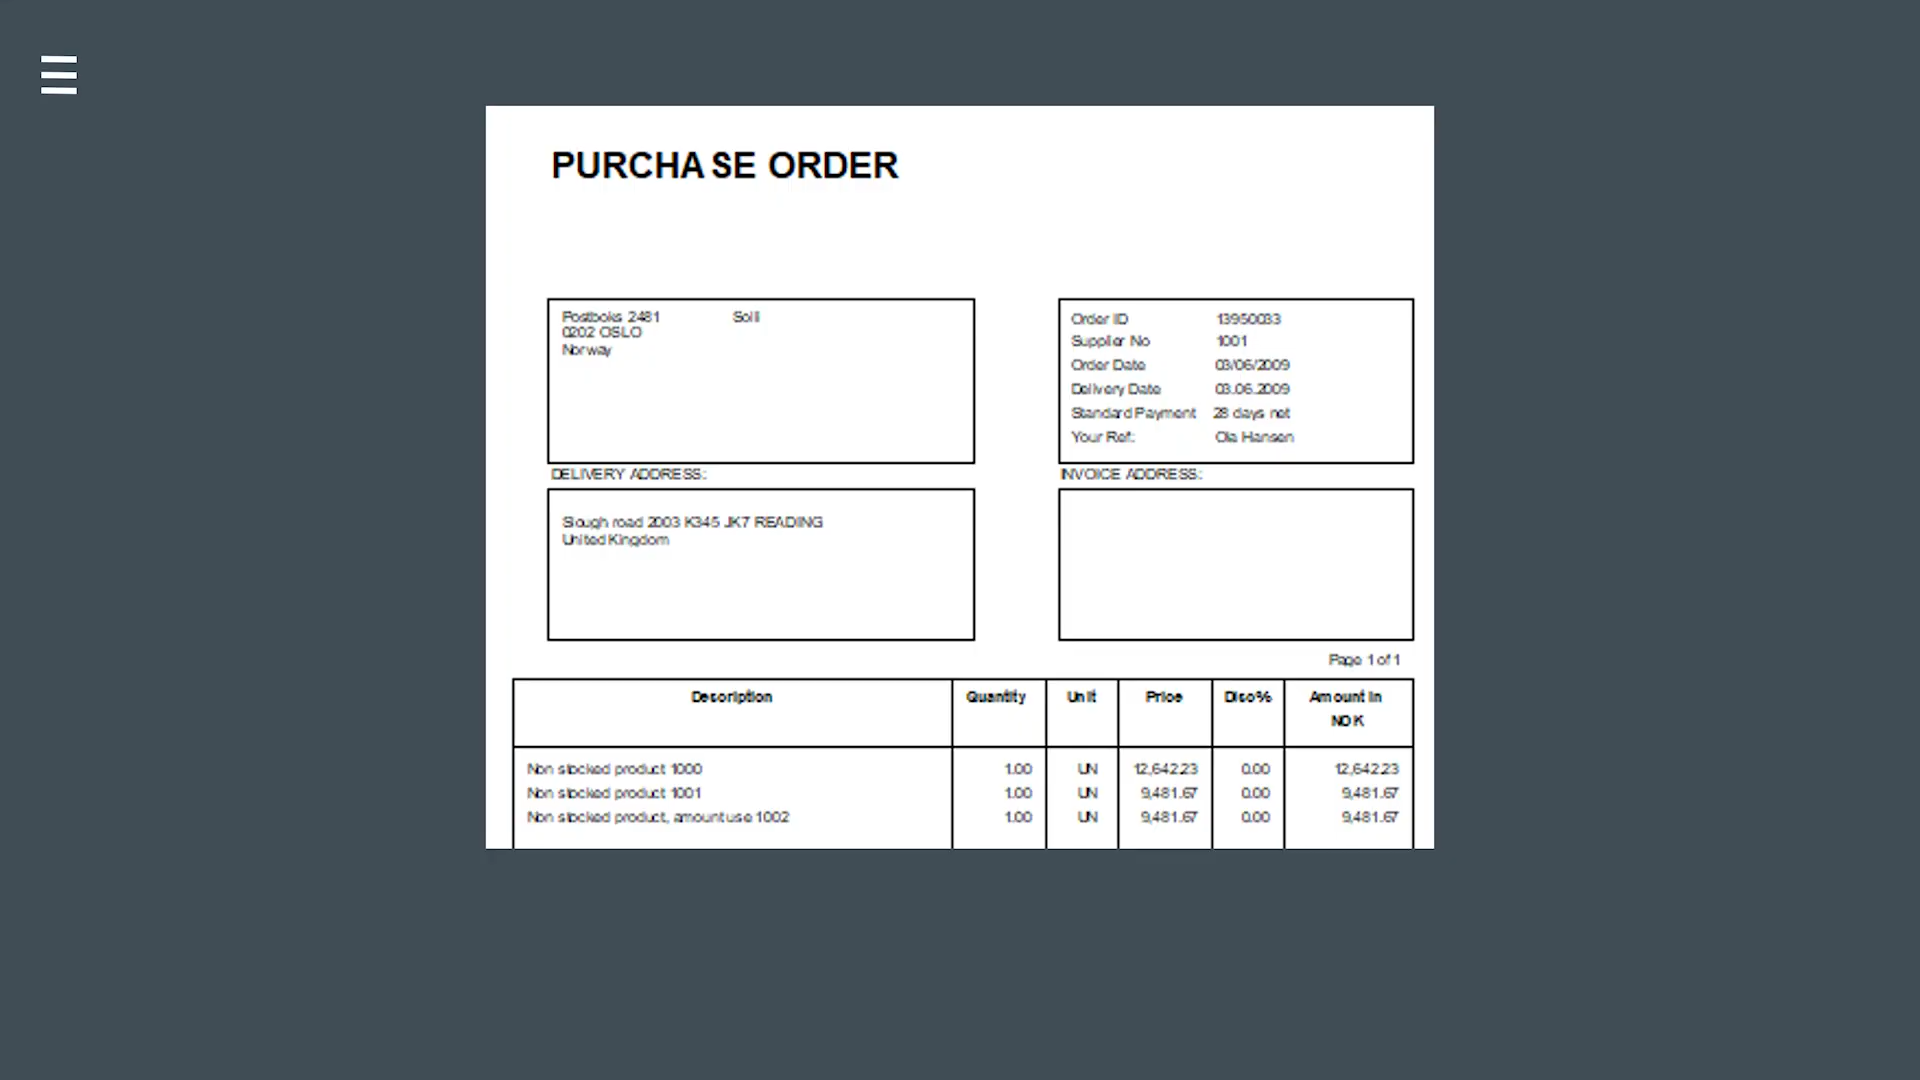 PURCHASE ORDER
Postboks 2481 Solli
0202 OSLO
Norway
Order ID 13950033
Supplier No 1001
Order Date 03/06/2009
Delivery Date 03.06.2009
Standard Payment 28 days net
Your Ref: Ola Hansen
DELIVERY ADDRESS:
INVOICE ADDRESS:
Slough road 2003 K345 JK7 READING
United Kingdom
Page 1 of 1
Description Quantity Unit Price Disc% Amount in
NOK
Non stocked product 1000 1.00 UN 12,642.23 0.00 12,642.23
Non stocked product 1001 1.00 UN 9,481.67 0.00 9,481.67
Non stocked product, amount use 1002 1.00 UN 9,481.67 0.00 9,481.67